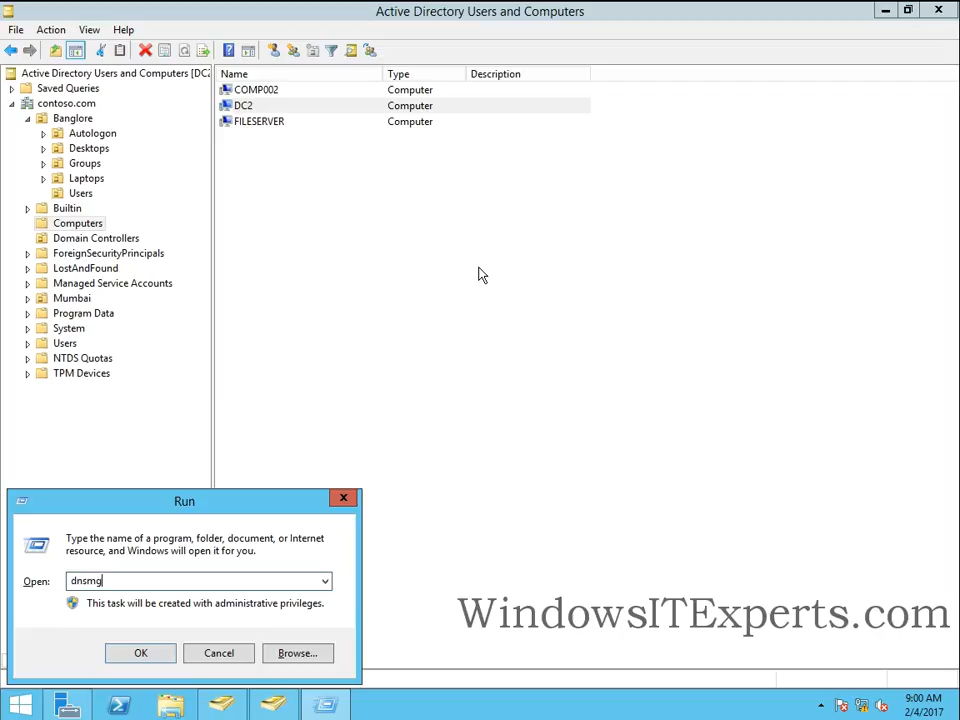 Active Directory Users and Computers
File Action View Help
Active Directory Users and Computers [DC2
Name Type Description
Saved Queries
COMP002 Computer
contoso.com
DC2 Computer
Banglore
FILESERVER Computer
Autologon
Desktops
Groups
Laptops
Users
Builtin
Computers
Domain Controllers
ForeignSecurityPrincipals
LostAndFound
Managed Service Accounts
Mumbai
Program Data
System
Users
NTDS Quotas
TPM Devices
Run
Type the name of a program, folder, document, or Internet
resource, and Windows will open it for you.
Open: dnsmg
This task will be created with administrative privileges.
OK Cancel Browse...
WindowsITExperts.com
9:00 AM
2/4/2017